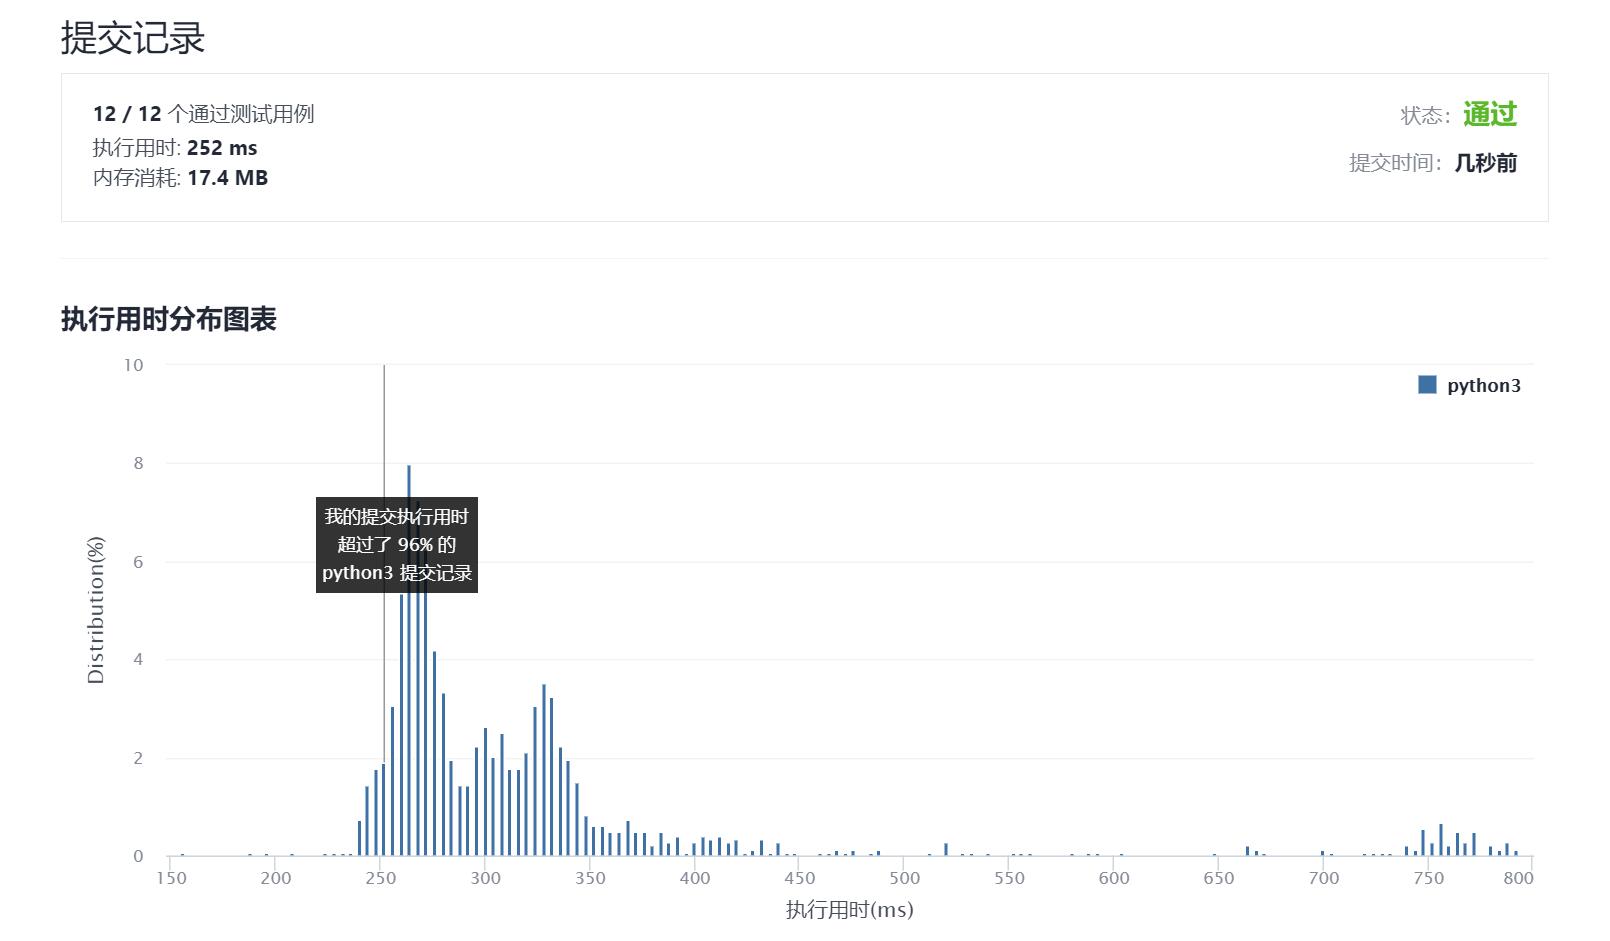 提交记录
12 / 12 个通过测试用例
状态：通过
执行用时: 252 ms
提交时间：几秒前
内存消耗: 17.4 MB
执行用时分布图表
10
8
6
4
2
0
Distribution(%)
python3
我的提交执行用时
超过了 96% 的
python3 提交记录
150 200 250 300 350 400 450 500 550 600 650 700 750 800
执行用时(ms)